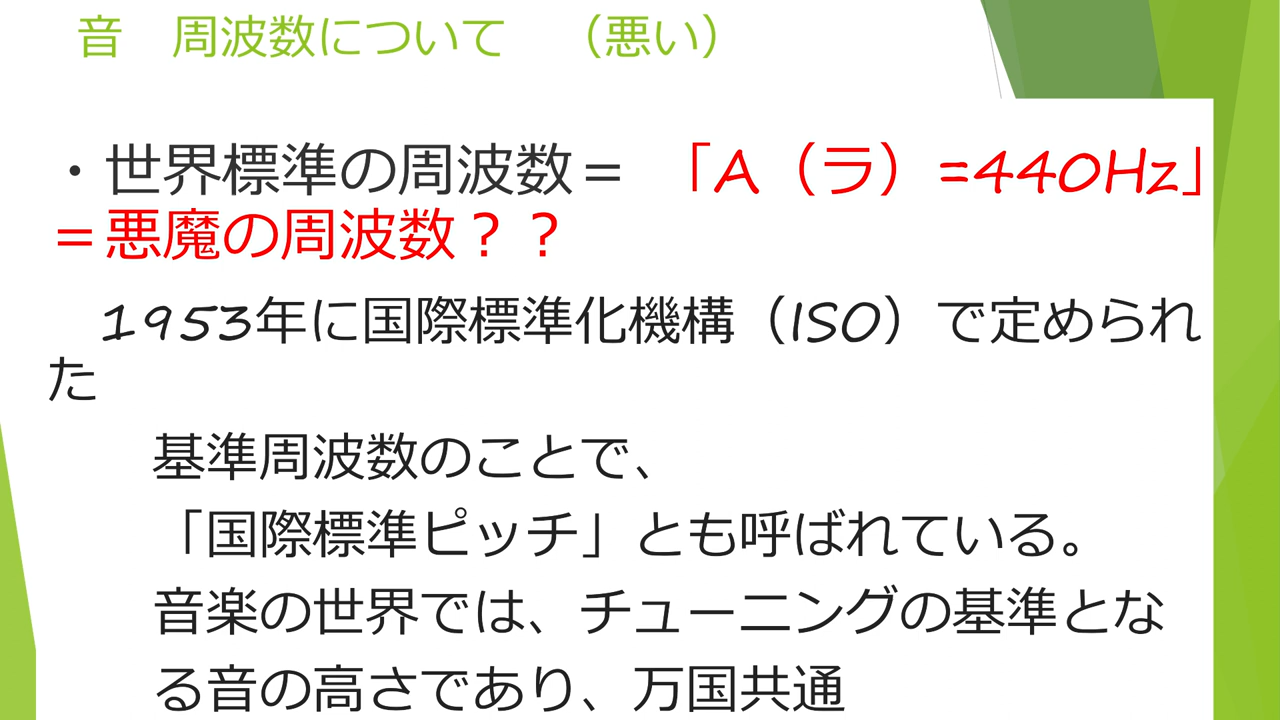 音　周波数について　（悪い）
・世界標準の周波数＝　「A（ラ）=440Hz」
＝悪魔の周波数？？
1953年に国際標準化機構（ISO）で定められ
た
基準周波数のことで、
「国際標準ピッチ」とも呼ばれている。
音楽の世界では、チューニングの基準とな
る音の高さであり、万国共通